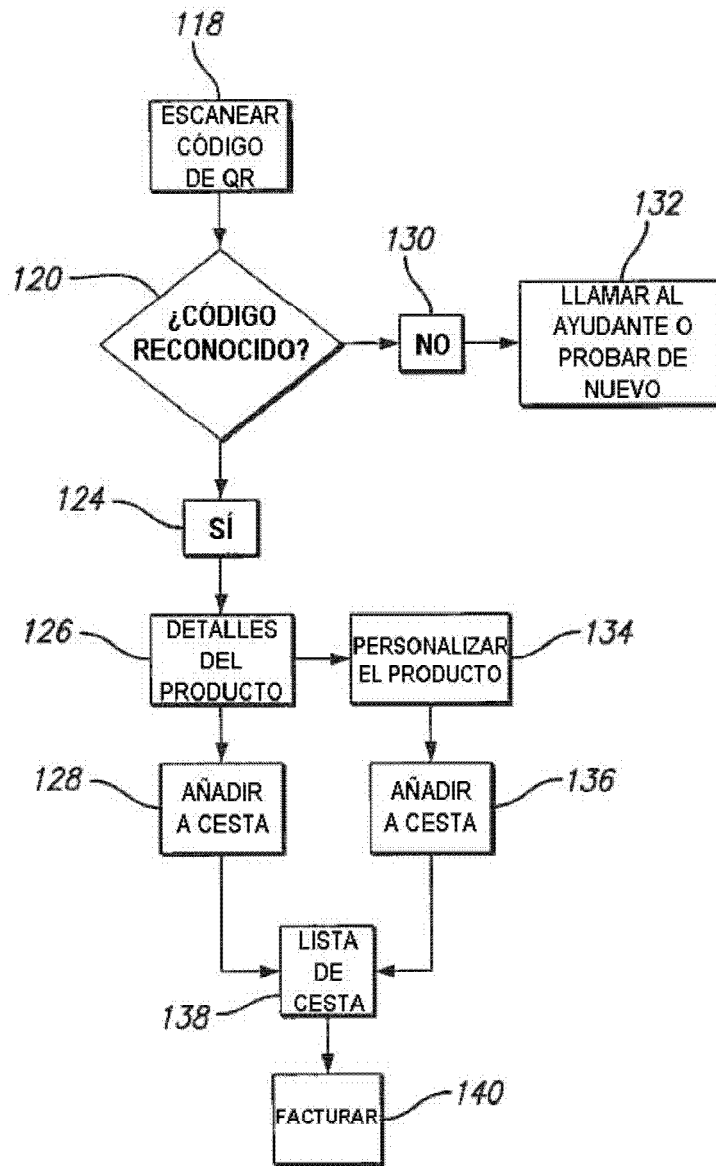 118
ESCANEAR
CÓDIGO
DE QR
120
¿CÓDIGO
RECONOCIDO?
130
NO
132
LLAMAR AL
AYUDANTE O
PROBAR DE
NUEVO
124
SÍ
126
DETALLES
DEL
PRODUCTO
PERSONALIZAR
EL PRODUCTO
134
128
AÑADIR
A CESTA
AÑADIR
A CESTA
136
LISTA
DE
CESTA
138
FACTURAR
140